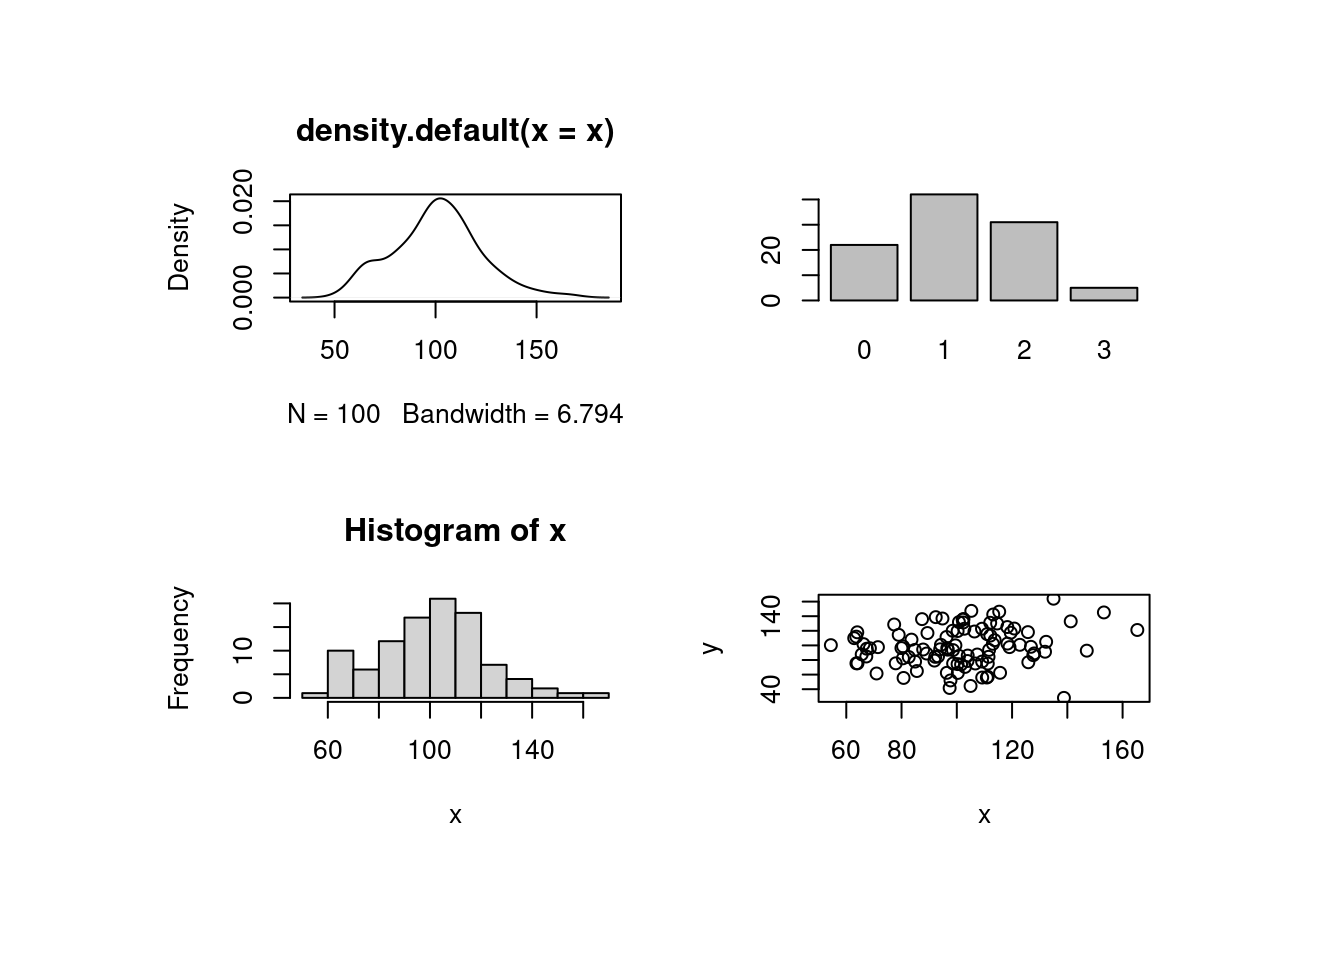 density.default(x = x)
Density
0.000 0.020
50 100 150
N = 100 Bandwidth = 6.794
0 20
0 1 2 3
Histogram of x
Frequency
0 10
60 100 140
x
y
40 140
60 80 120 160
x